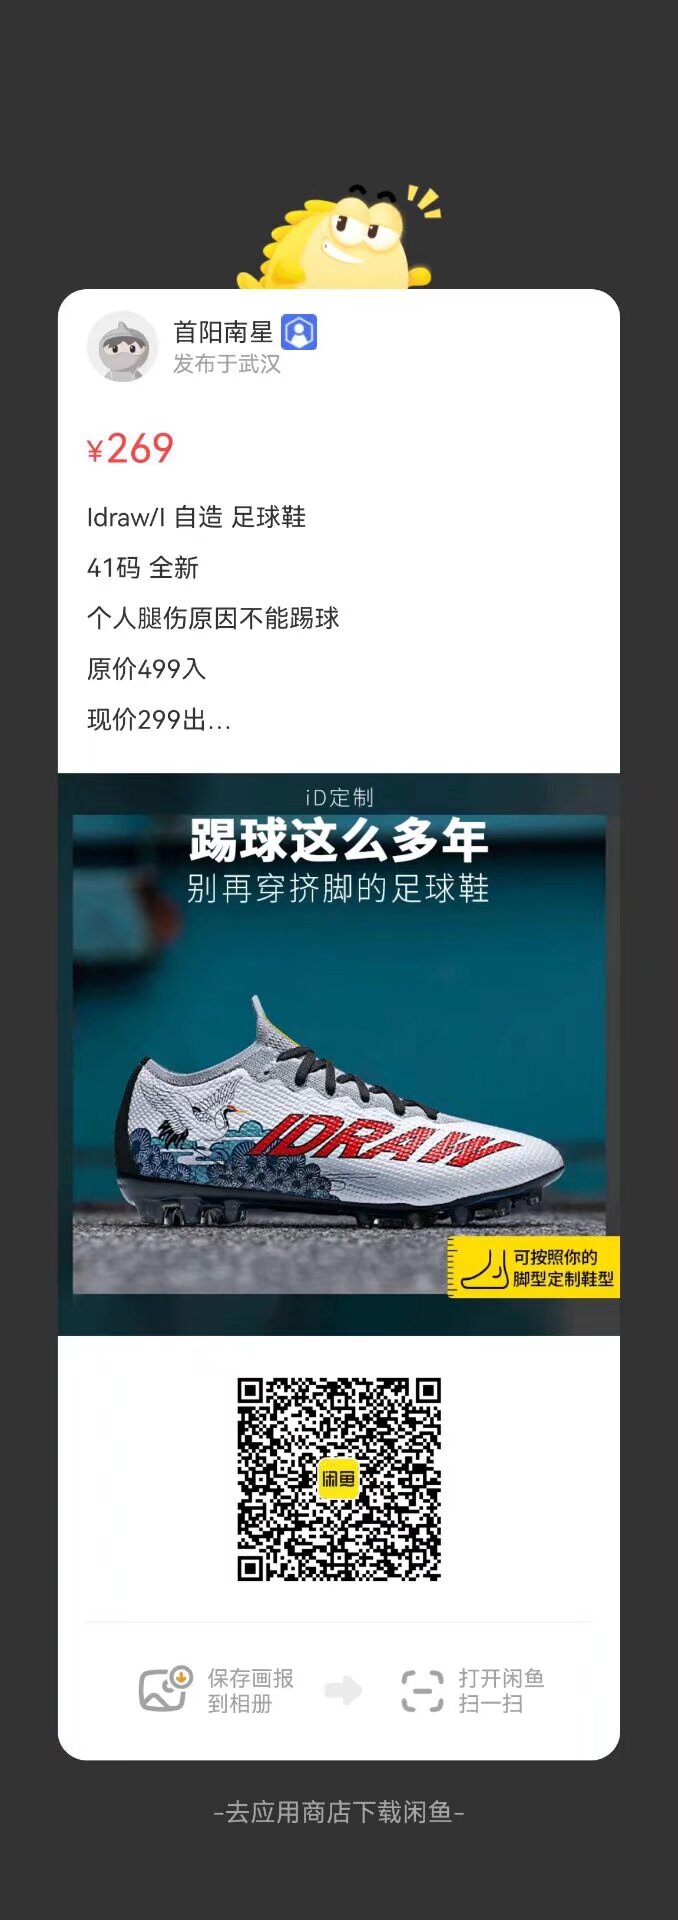 首阳南星
发布于武汉
¥269
Idraw/I 自造 足球鞋
41码 全新
个人腿伤原因不能踢球
原价499入
现价299出...
iD定制
踢球这么多年
别再穿挤脚的足球鞋
IDRAW
可按照你的
脚型定制鞋型
闲鱼
保存画报
到相册
打开闲鱼
扫一扫
-去应用商店下载闲鱼-